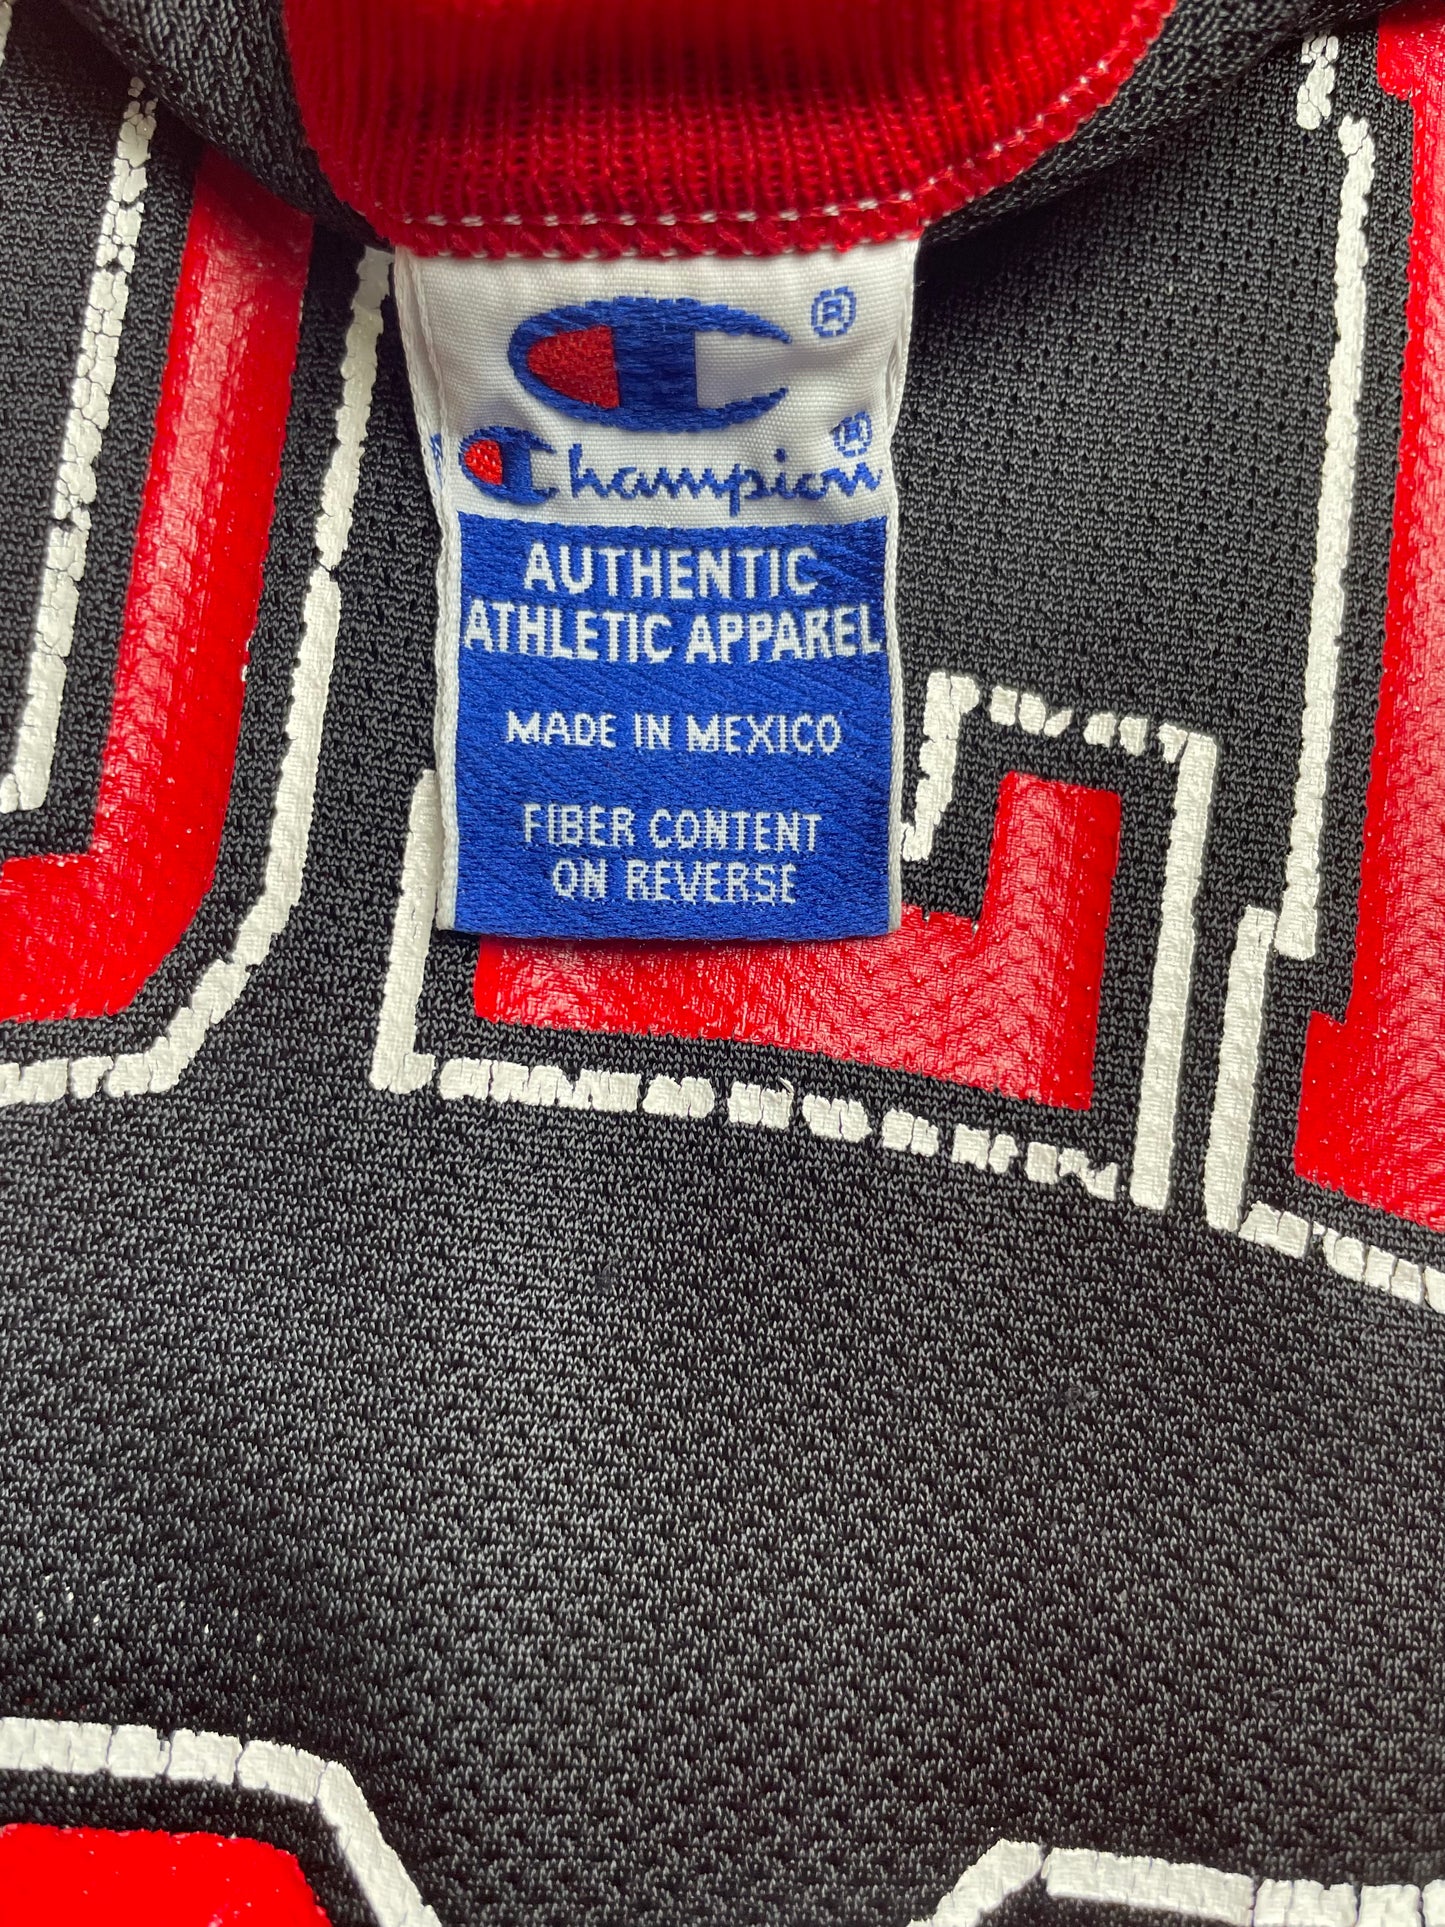 ®
Champion®
AUTHENTIC
ATHLETIC APPAREL
MADE IN MEXICO
FIBER CONTENT
ON REVERSE